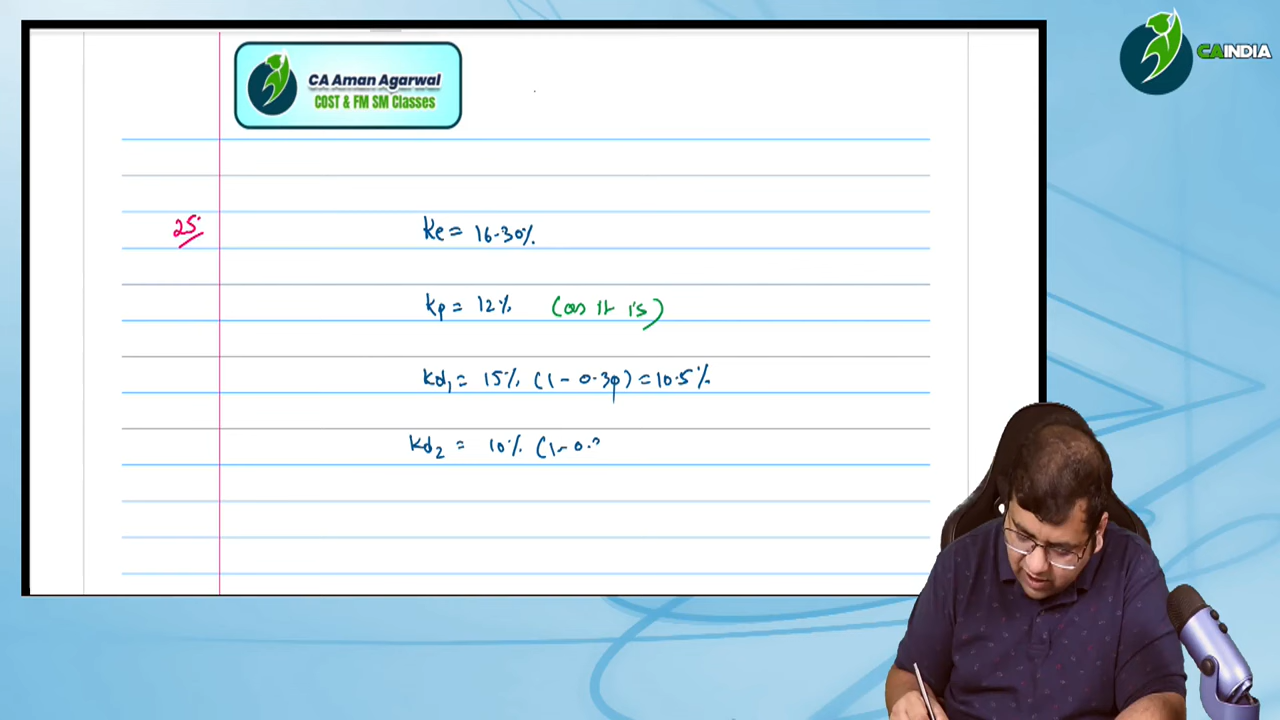 CAINDIA
CA Aman Agarwal
COST & FM SM Classes
25.
Ke = 16.30%
Kp = 12% (as it is)
Kd1 = 15% (1 - 0.30) = 10.5%
Kd2 = 10% (1 - 0.